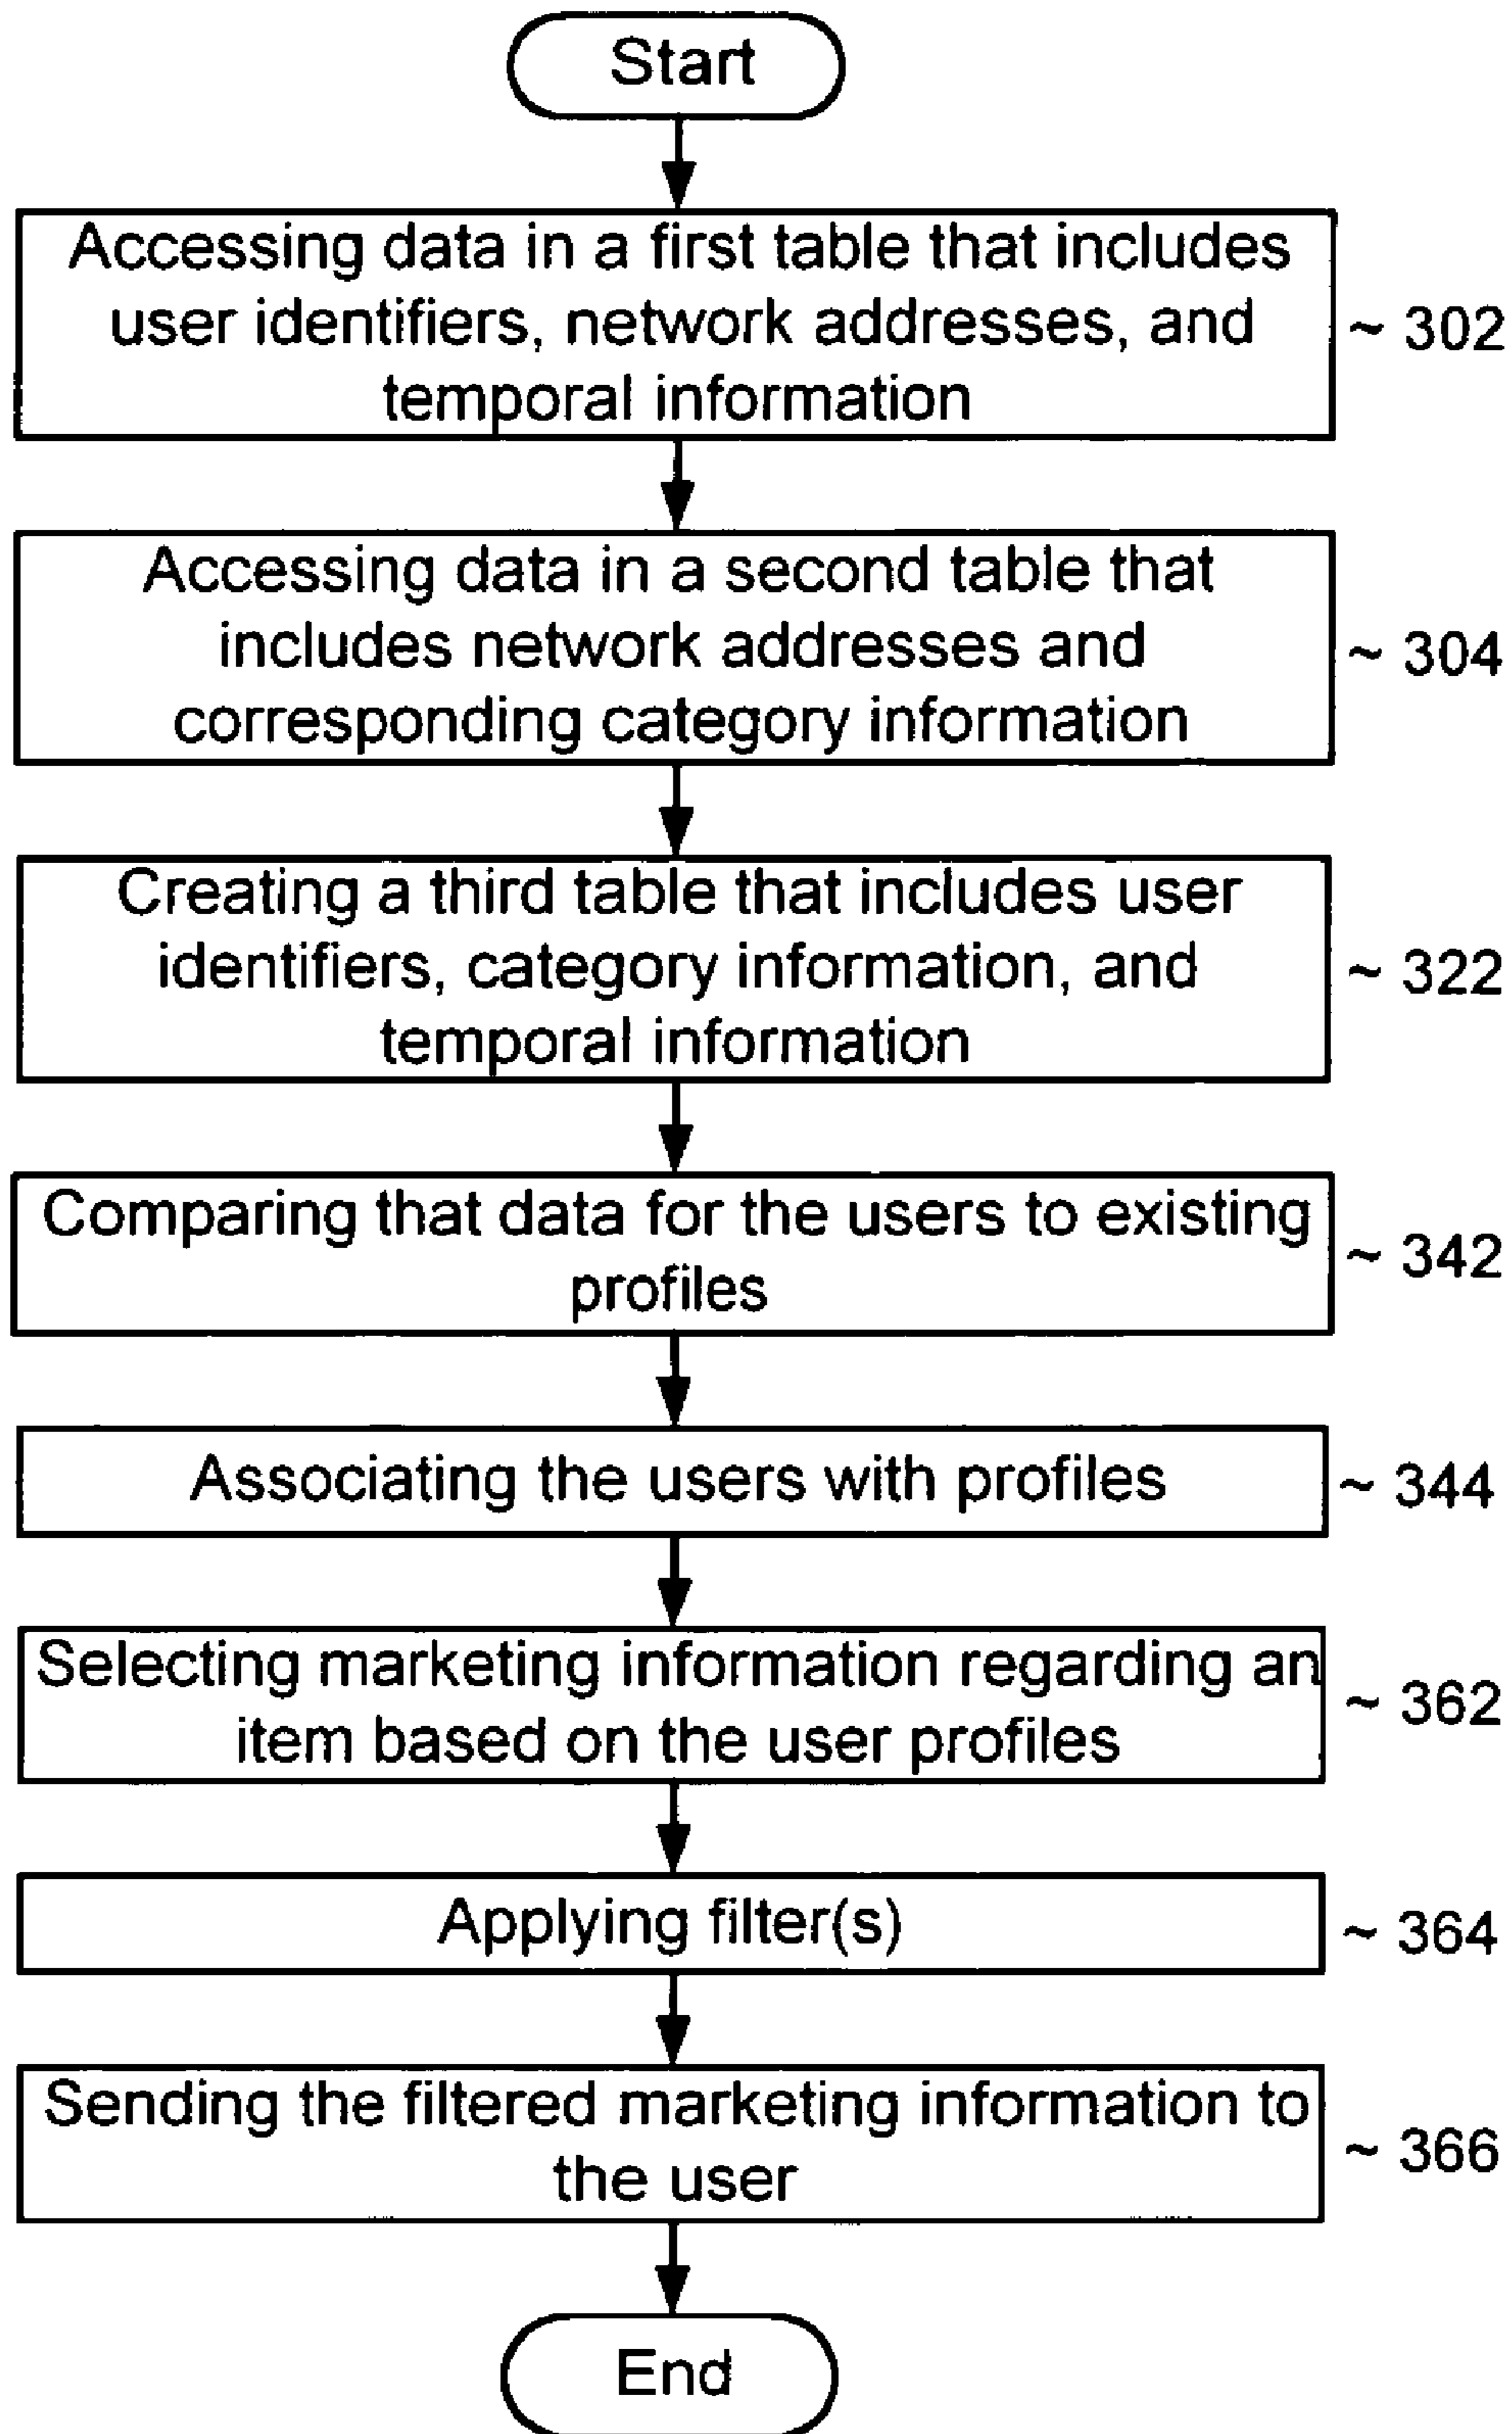 Start
Accessing data in a first table that includes
user identifiers, network addresses, and
temporal information
~ 302
Accessing data in a second table that
includes network addresses and
corresponding category information
~ 304
Creating a third table that includes user
identifiers, category information, and
temporal information
~ 322
Comparing that data for the users to existing
profiles
~ 342
Associating the users with profiles
~ 344
Selecting marketing information regarding an
item based on the user profiles
~ 362
Applying filter(s)
~ 364
Sending the filtered marketing information to
the user
~ 366
End